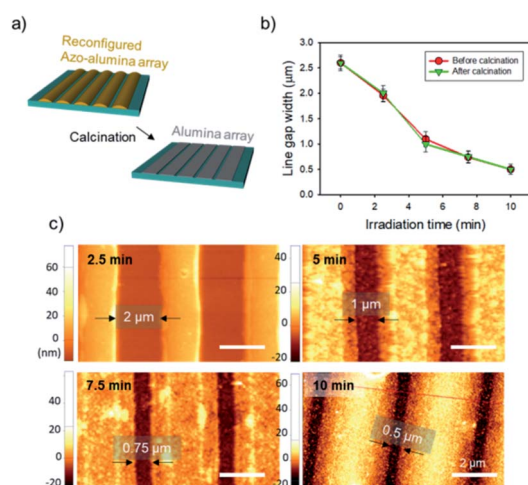 a)
Reconfigured
Azo-alumina array
Calcination
Alumina array
b)
Line gap width (μm)
3.0
2.5
2.0
1.5
1.0
0.5
0.0
Before calcination
After calcination
0
2
4
6
8
10
Irradiation time (min)
c)
2.5 min
60
40
20
0
(nm)
2 μm
5 min
40
20
0
-20
1 μm
7.5 min
40
20
0
-20
0.75 μm
10 min
60
40
20
0
-20
0.5 μm
2 μm